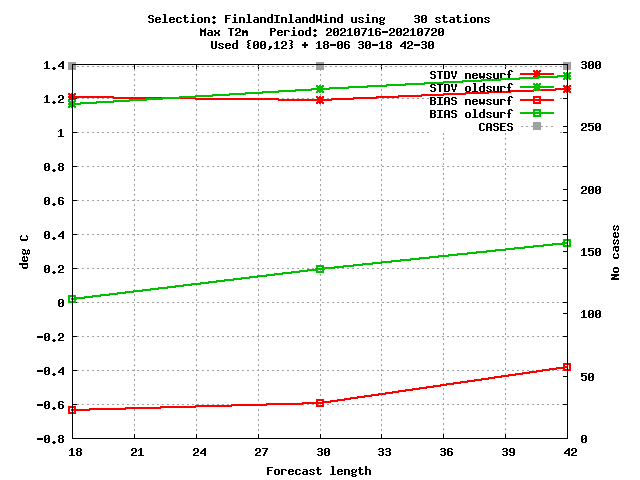 Selection: FinlandInlandWind using    30 stations
Max T2m   Period: 20210716-20210720
Used {00,12} + 18-06 30-18 42-30
STDV newsurf
STDV oldsurf
BIAS newsurf
BIAS oldsurf
CASES
1.4
1.2
1
0.8
0.6
0.4
0.2
0
-0.2
-0.4
-0.6
-0.8
deg C
300
250
200
150
100
50
0
No cases
18 21 24 27 30 33 36 39 42
Forecast length